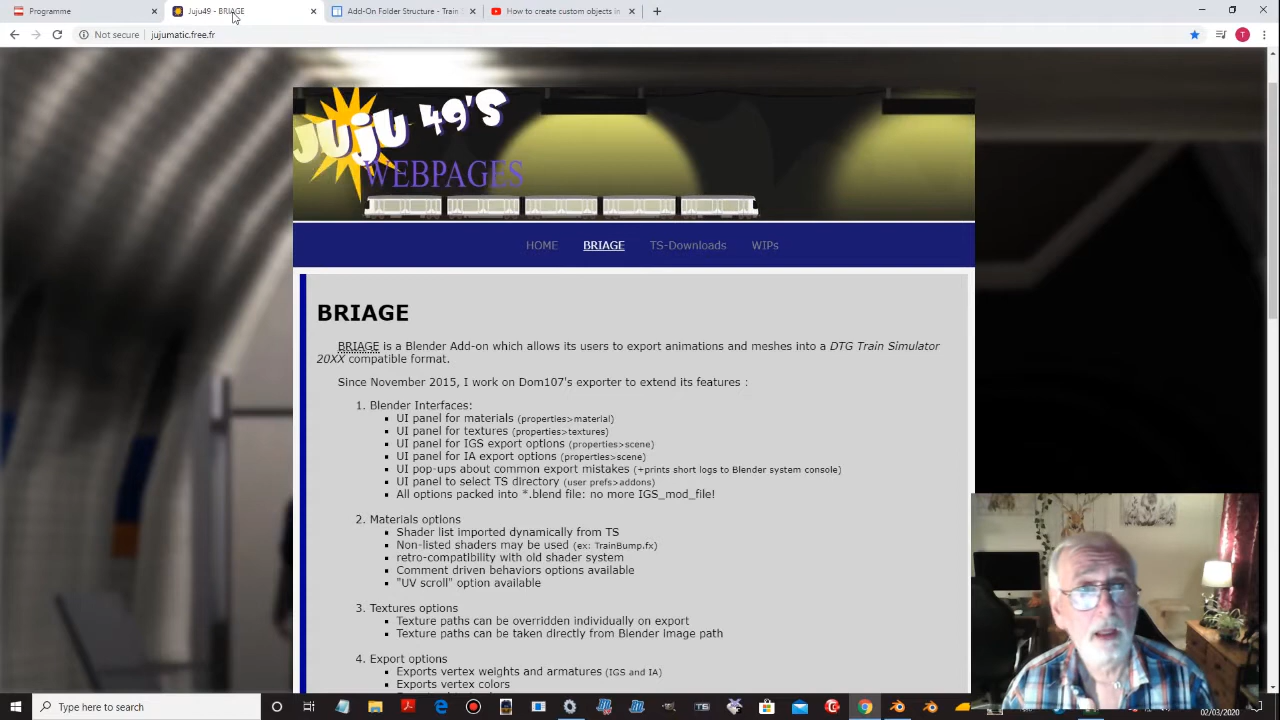 Programme
Juju49 - BRIAGE
Add-On Folder Structure - Train
How to create custom objects in
Not secure
jujumatic.free.fr
T
JUJU 49'S
WEBPAGES
HOME
BRIAGE
TS-Downloads
WIPs
BRIAGE
BRIAGE is a Blender Add-on which allows its users to export animations and meshes into a DTG Train Simulator
20XX compatible format.
Since November 2015, I work on Dom107's exporter to extend its features :
1. Blender Interfaces:
UI panel for materials (properties>material)
UI panel for textures (properties>textures)
UI panel for IGS export options (properties>scene)
UI panel for IA export options (properties>scene)
UI pop-ups about common export mistakes (+prints short logs to Blender system console)
UI panel to select TS directory (user prefs>addons)
All options packed into *.blend file: no more IGS_mod_file!
2. Materials options
Shader list imported dynamically from TS
Non-listed shaders may be used (ex: TrainBump.fx)
retro-compatibility with old shader system
Comment driven behaviors options available
"UV scroll" option available
3. Textures options
Texture paths can be overridden individually on export
Texture paths can be taken directly from Blender Image path
4. Export options
Exports vertex weights and armatures (IGS and IA)
Exports vertex colors
Type here to search
TS
02/03/2020